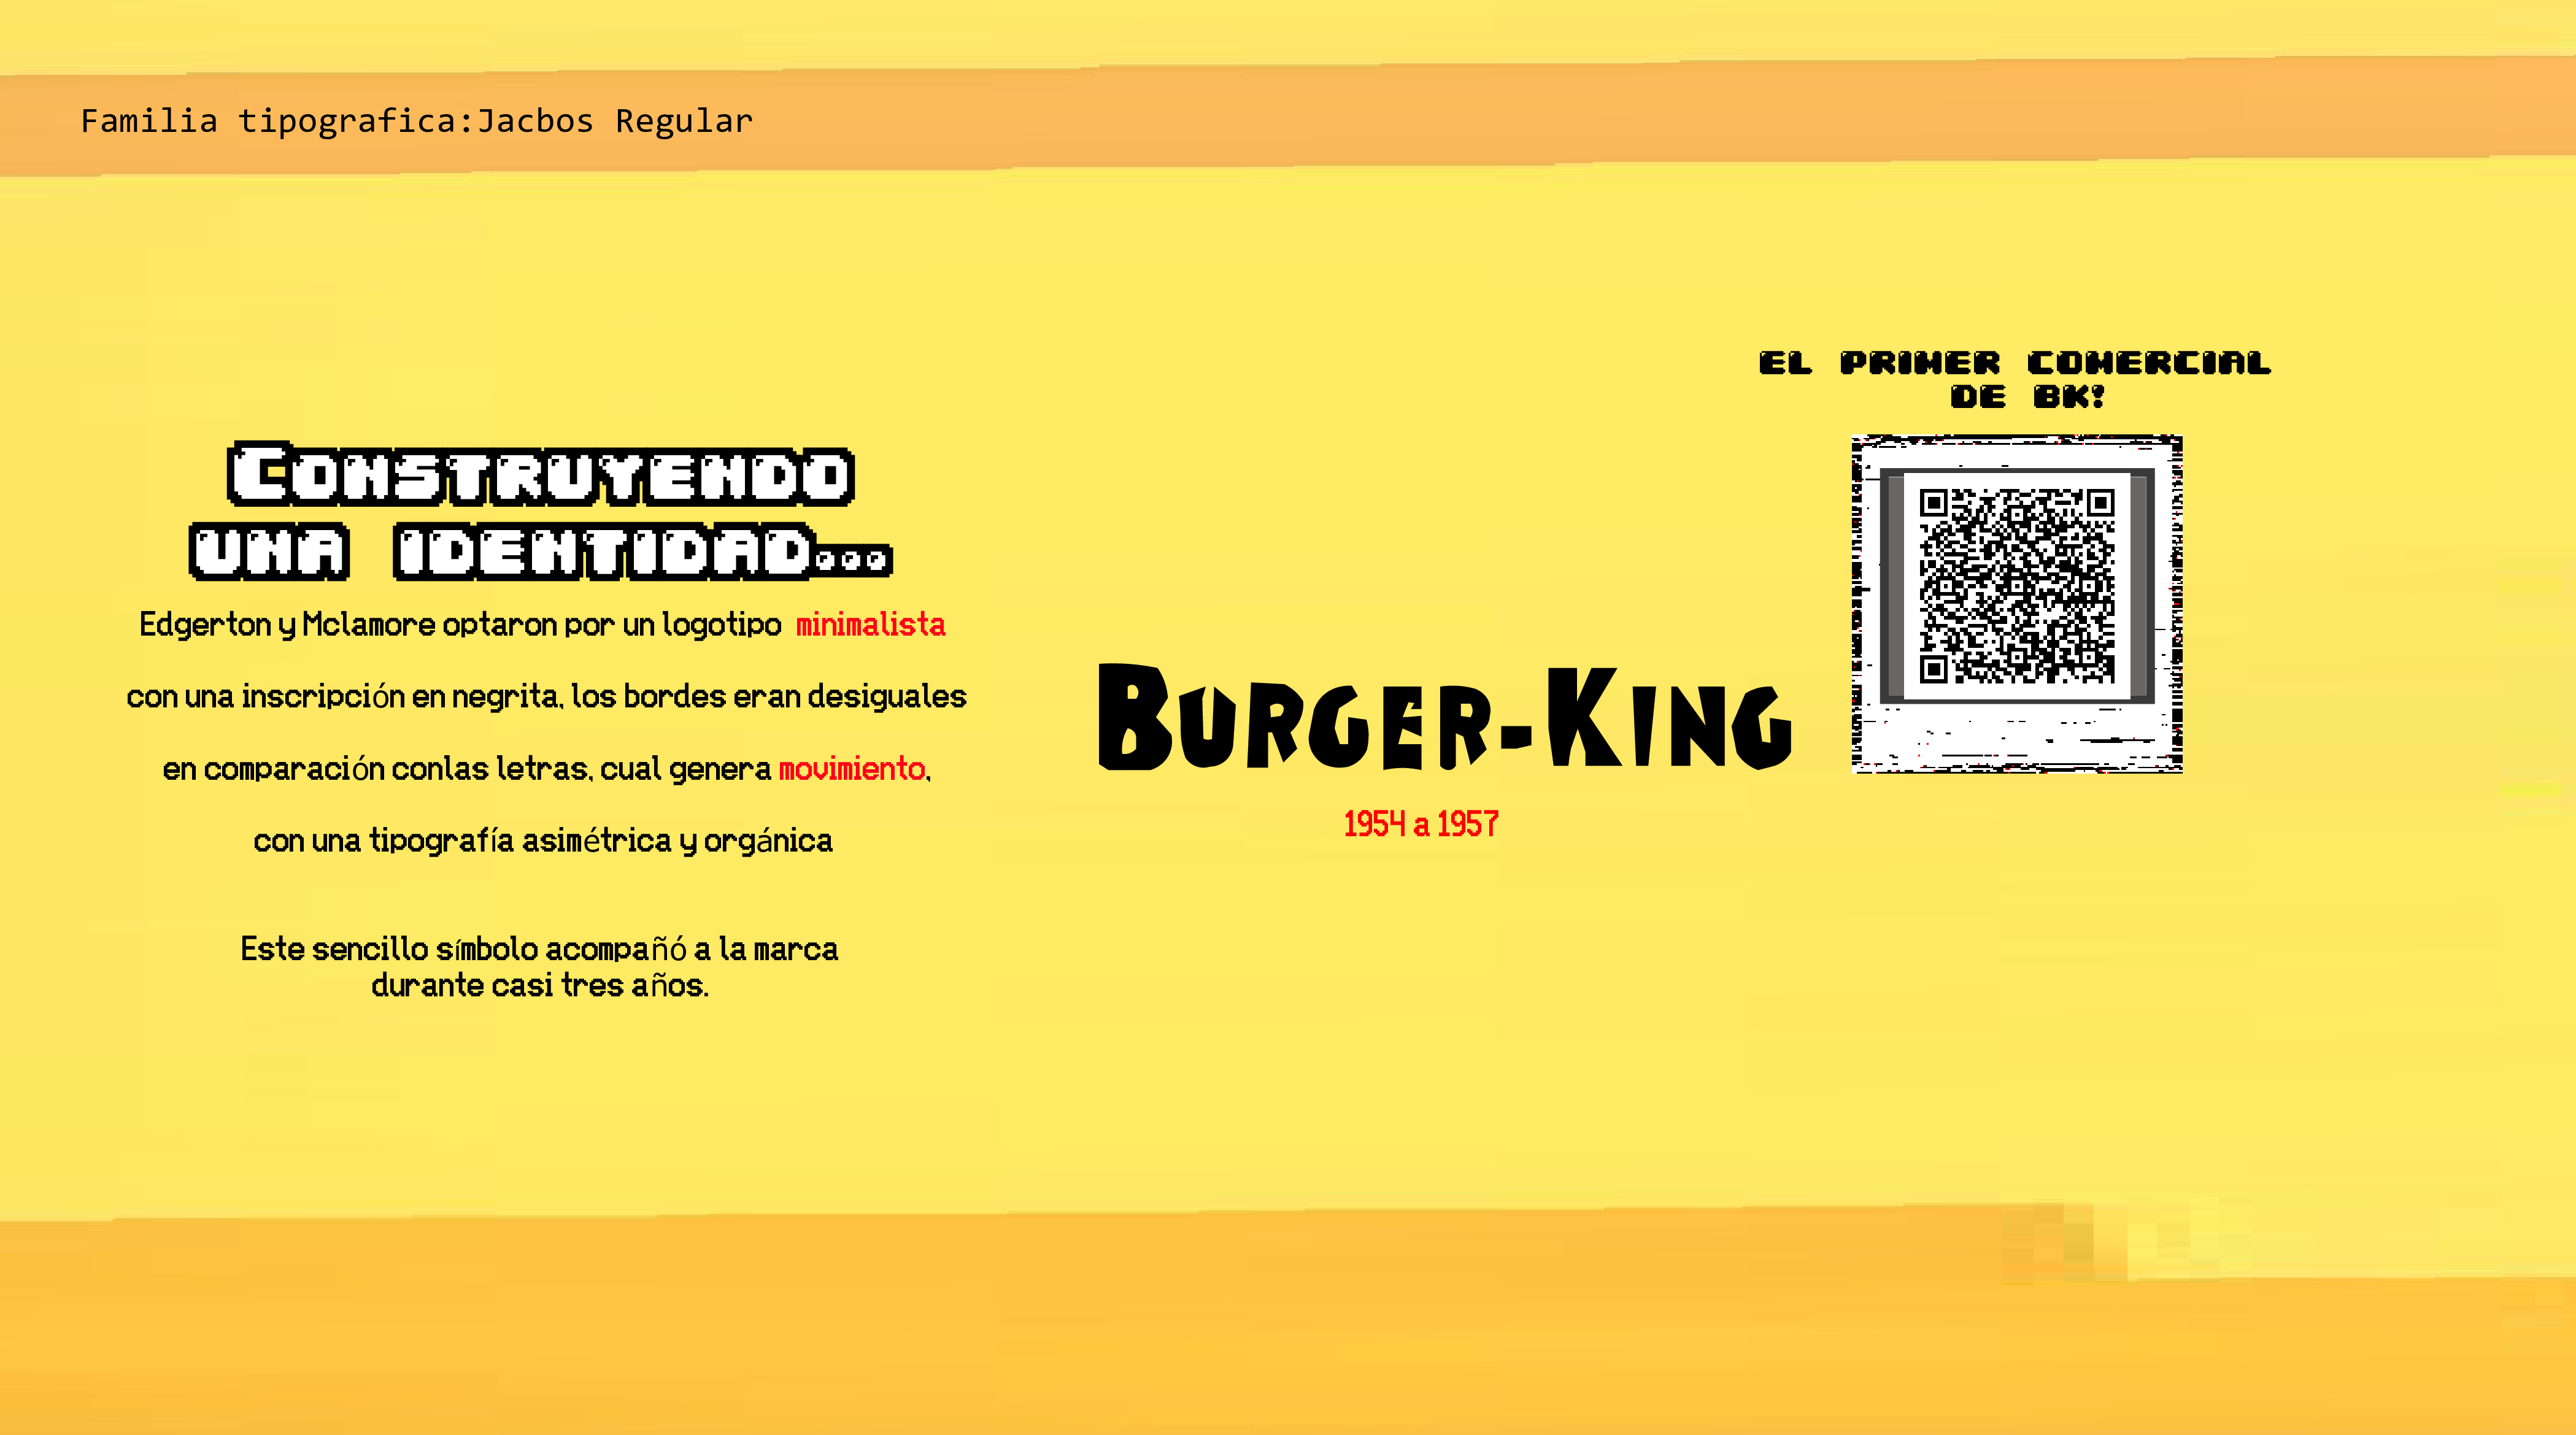 Familia tipografica:Jacbos Regular
CONSTRUYENDO
UNA IDENTIDAD...
Edgerton y Mclamore optaron por un logotipo minimalista
con una inscripción en negrita, los bordes eran desiguales
en comparación conlas letras, cual genera movimiento,
con una tipografía asimétrica y orgánica
Este sencillo símbolo acompañó a la marca
durante casi tres años.
BURGER-KING
1954 a 1957
EL PRIMER COMERCIAL
DE BK!